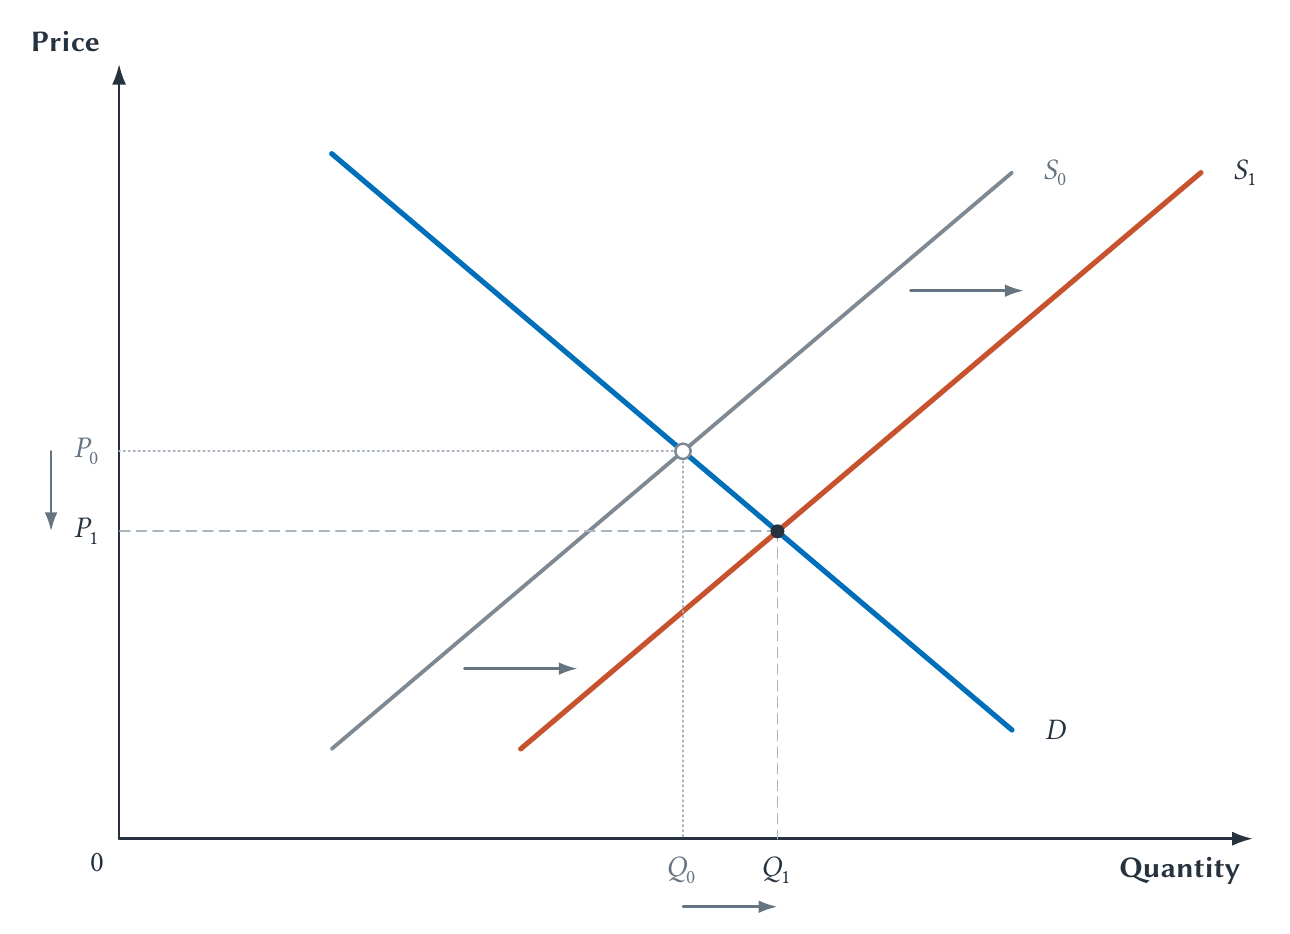 Price
S₀
S₁
P₀
P₁
D
0
Q₀
Q₁
Quantity